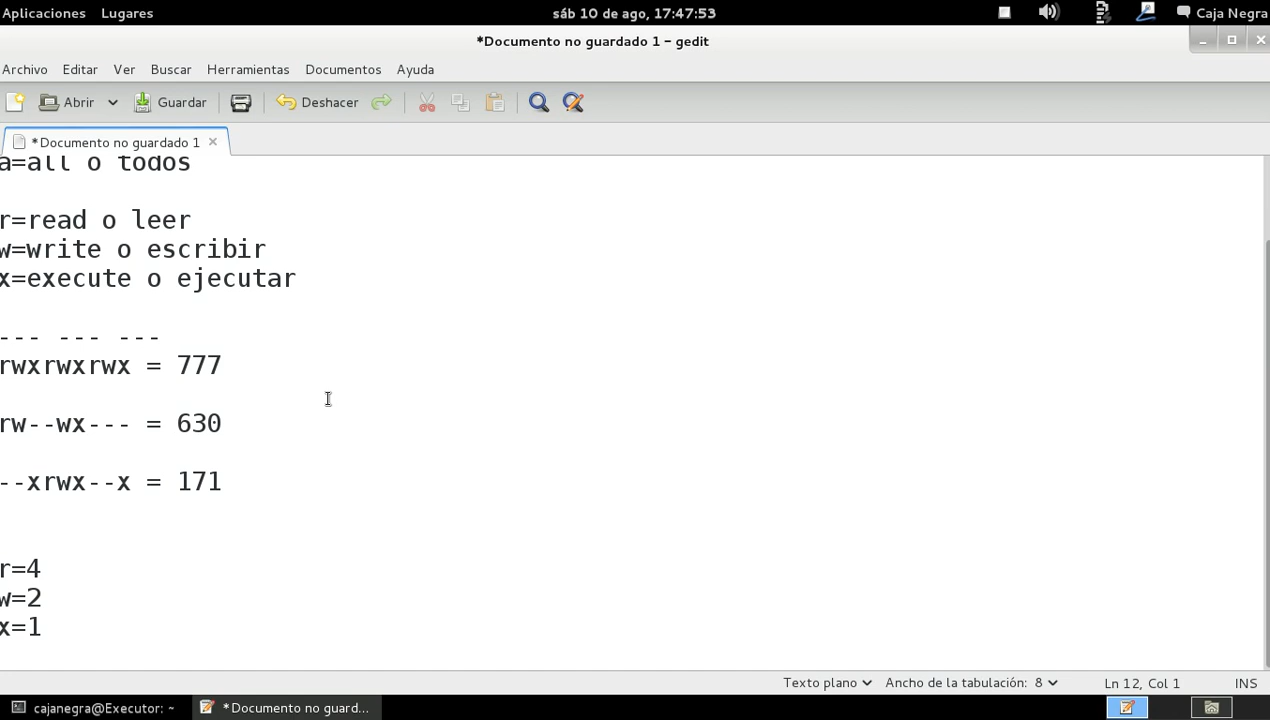 Aplicaciones Lugares sáb 10 de ago, 17:47:53 Caja Negra
*Documento no guardado 1 - gedit
Archivo Editar Ver Buscar Herramientas Documentos Ayuda
Abrir Guardar Deshacer
*Documento no guardado 1
a=all o todos
r=read o leer
w=write o escribir
x=execute o ejecutar
--- --- ---
rwxrwxrwx = 777
rw--wx--- = 630
--xrwx--x = 171
r=4
w=2
x=1
Texto plano Ancho de la tabulación: 8 Ln 12, Col 1 INS
cajanegra@Executor: ~ *Documento no guard...